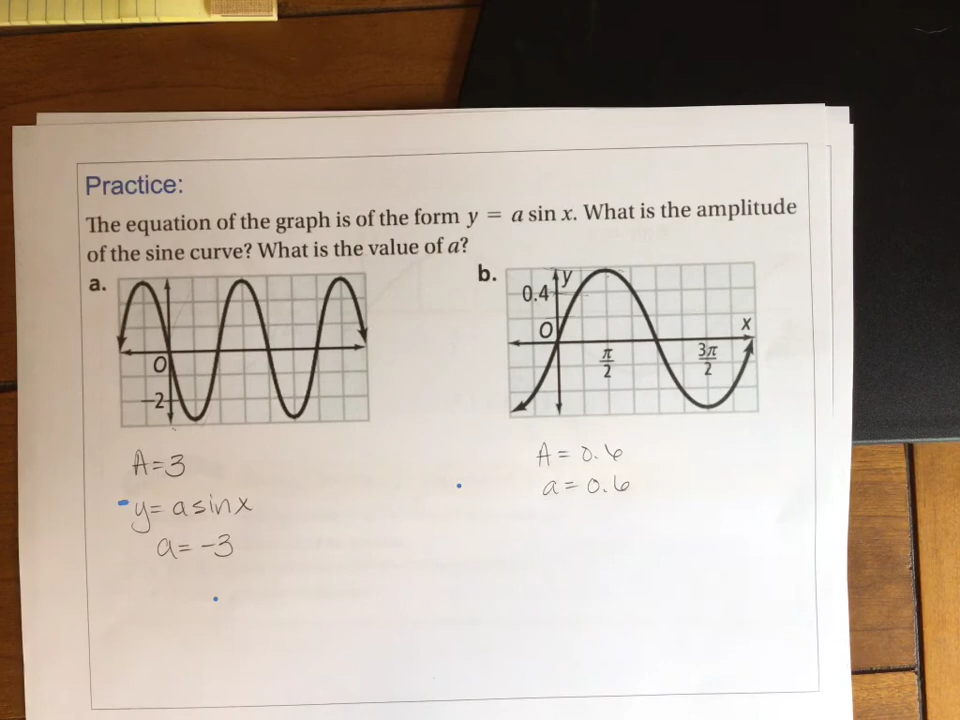 Practice:
The equation of the graph is of the form y = a sin x. What is the amplitude
of the sine curve? What is the value of a?
a.
O
-2
b.
y
0.4
O
x
π/2
3π/2
A=3
-y= a sinx
a= -3
A = 0.6
a = 0.6